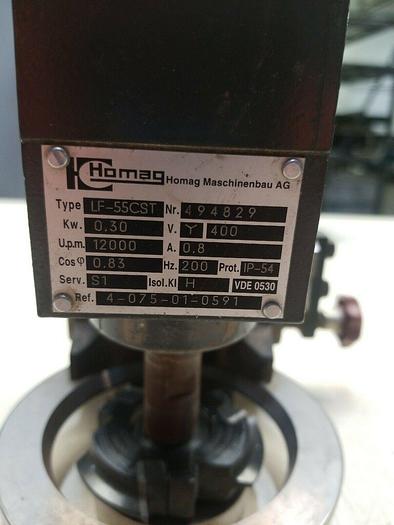 HC Homag Homag Maschinenbau AG
Type LF-55CST Nr. 494829
Kw. 0,30 V. Y 400
U.p.m. 12000 A. 0.8
Cos φ 0.83 Hz. 200 Prot. IP-54
Serv. S1 Isol.Kl H VDE 0530
Ref. 4-075-01-0591